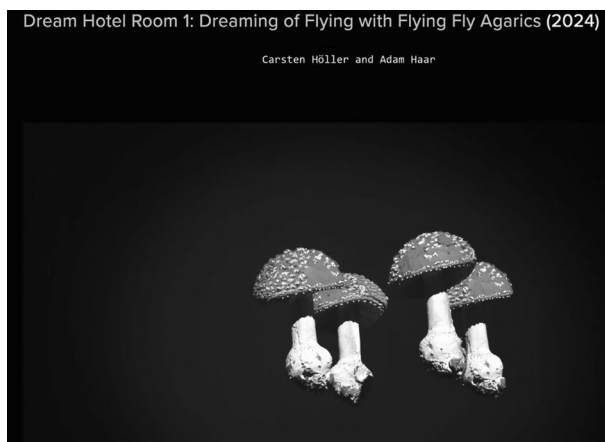 Dream Hotel Room 1: Dreaming of Flying with Flying Fly Agarics (2024)
Carsten Höller and Adam Haar